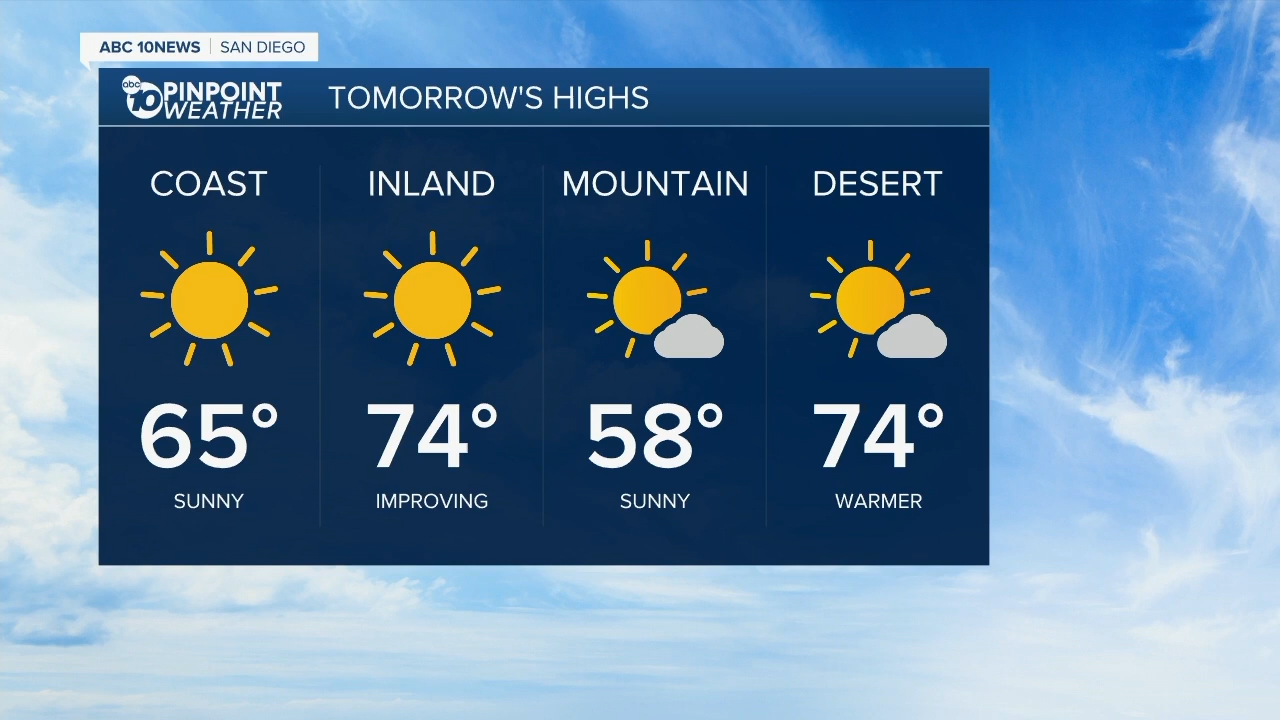 ABC 10NEWS | SAN DIEGO
abc 10 PINPOINT WEATHER
TOMORROW'S HIGHS
COAST
65°
SUNNY
INLAND
74°
IMPROVING
MOUNTAIN
58°
SUNNY
DESERT
74°
WARMER